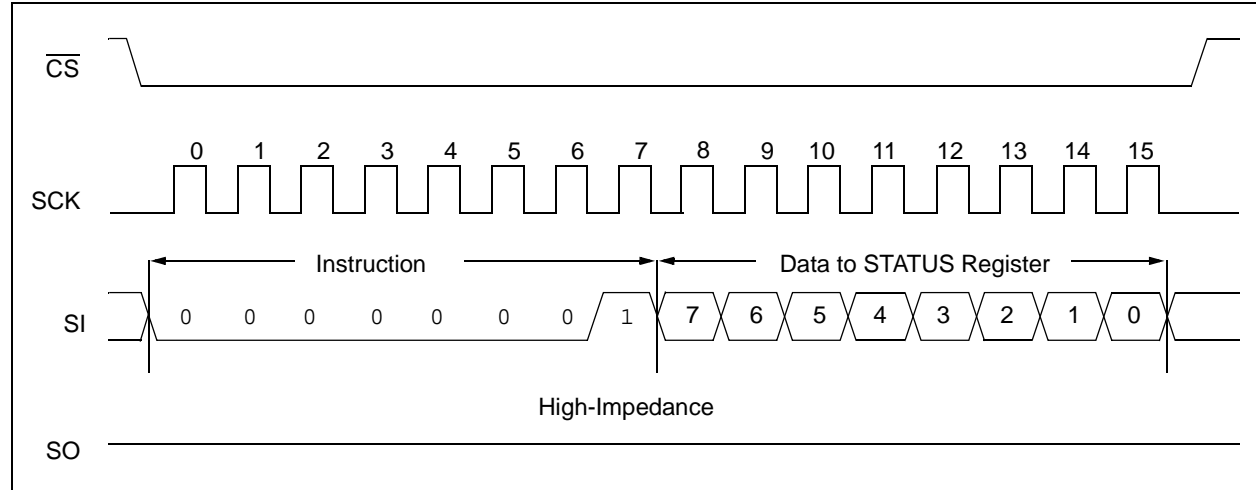 CS
0 1 2 3 4 5 6 7 8 9 10 11 12 13 14 15
SCK
Instruction Data to STATUS Register
SI 0 0 0 0 0 0 0 1 7 6 5 4 3 2 1 0
High-Impedance
SO